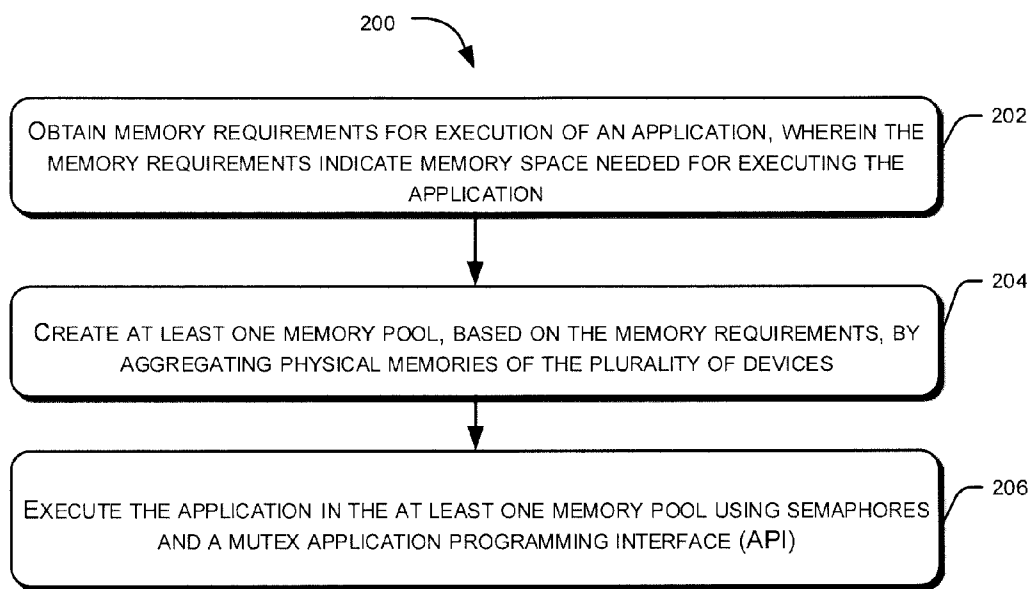 200
OBTAIN MEMORY REQUIREMENTS FOR EXECUTION OF AN APPLICATION, WHEREIN THE
MEMORY REQUIREMENTS INDICATE MEMORY SPACE NEEDED FOR EXECUTING THE
APPLICATION
202
CREATE AT LEAST ONE MEMORY POOL, BASED ON THE MEMORY REQUIREMENTS, BY
AGGREGATING PHYSICAL MEMORIES OF THE PLURALITY OF DEVICES
204
EXECUTE THE APPLICATION IN THE AT LEAST ONE MEMORY POOL USING SEMAPHORES
AND A MUTEX APPLICATION PROGRAMMING INTERFACE (API)
206